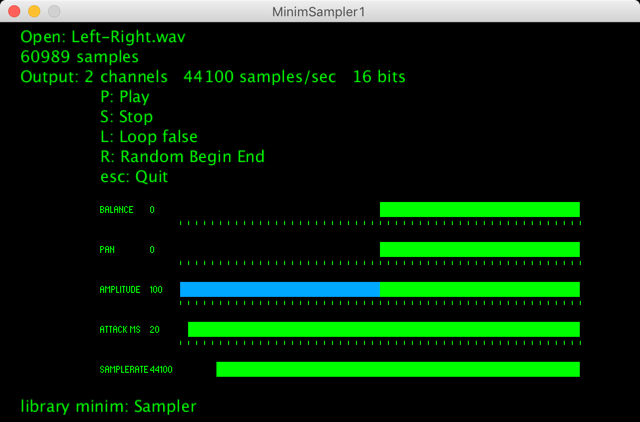 MinimSampler1
Open: Left-Right.wav
60989 samples
Output: 2 channels   44100 samples/sec   16 bits
P: Play
S: Stop
L: Loop false
R: Random Begin End
esc: Quit
BALANCE 0
PAN 0
AMPLITUDE 100
ATTACK MS 20
SAMPLERATE 44100
library minim: Sampler